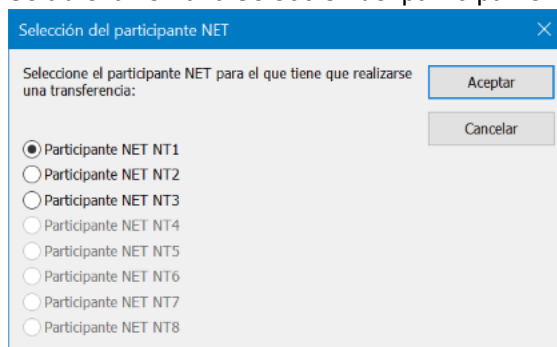 Selección del participante NET
Seleccione el participante NET para el que tiene que realizarse
una transferencia:
Aceptar
Cancelar
Participante NET NT1
Participante NET NT2
Participante NET NT3
Participante NET NT4
Participante NET NT5
Participante NET NT6
Participante NET NT7
Participante NET NT8